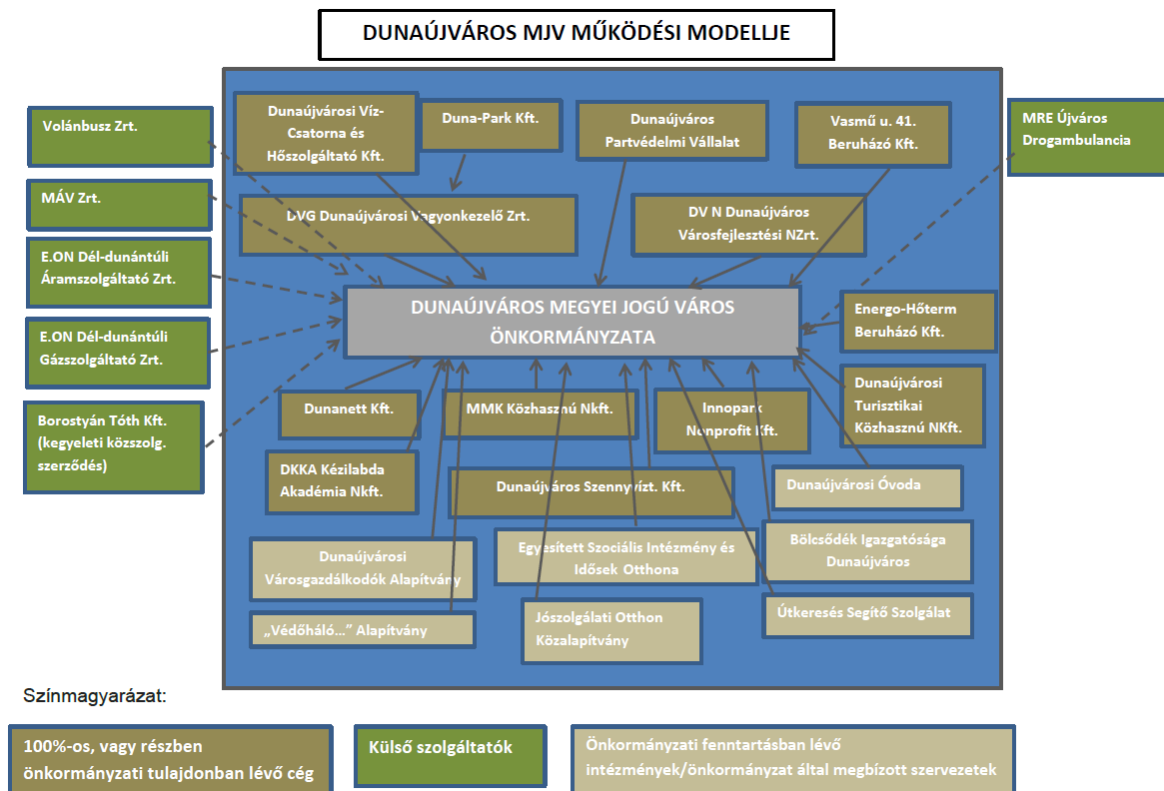 DUNAÚJVÁROS MJV MŰKÖDÉSI MODELLJE
Volánbusz Zrt.
MÁV Zrt.
E.ON Dél-dunántúli
Áramszolgáltató Zrt.
E.ON Dél-dunántúli
Gázszolgáltató Zrt.
Borostyán Tóth Kft.
(kegyeleti közszolg.
szerződés)
Dunaújvárosi Víz-
Csatorna és
Hőszolgáltató Kft.
Duna-Park Kft.
Dunaújváros
Partvédelmi Vállalat
Vasmű u. 41.
Beruházó Kft.
MRE Újváros
Drogambulancia
DVG Dunaújvárosi Vagyonkezelő Zrt.
DV N Dunaújváros
Városfejlesztési NZrt.
DUNAÚJVÁROS MEGYEI JOGÚ VÁROS
ÖNKORMÁNYZATA
Energo-Hőterm
Beruházó Kft.
Dunanett Kft.
MMK Közhasznú Nkft.
Innopark
Nonprofit Kft.
Dunaújvárosi
Turisztikai
Közhasznú NKft.
DKKA Kézilabda
Akadémia Nkft.
Dunaújváros Szennyvízt. Kft.
Dunaújvárosi Óvoda
Dunaújvárosi
Városgazdálkodók Alapítvány
Egyesített Szociális Intézmény és
Idősek Otthona
Bölcsődék Igazgatósága
Dunaújváros
„Védőháló…” Alapítvány
Jószolgálati Otthon
Közalapítvány
Útkeresés Segítő Szolgálat
Színmagyarázat:
100%-os, vagy részben
önkormányzati tulajdonban lévő cég
Külső szolgáltatók
Önkormányzati fenntartásban lévő
intézmények/önkormányzat által megbízott szervezetek